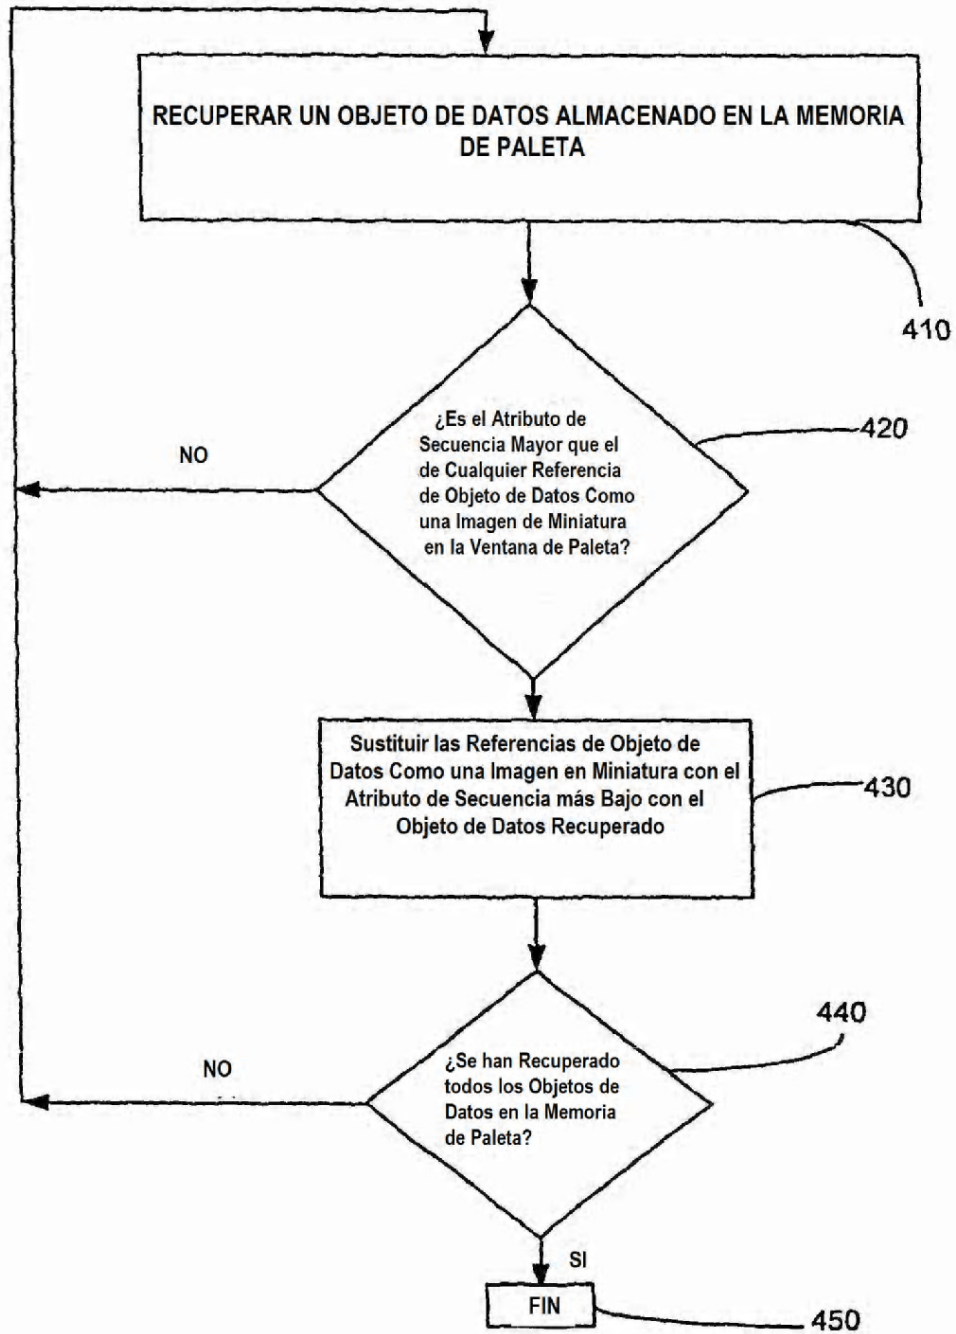 RECUPERAR UN OBJETO DE DATOS ALMACENADO EN LA MEMORIA
DE PALETA
410
¿Es el Atributo de
Secuencia Mayor que el
de Cualquier Referencia
de Objeto de Datos Como
una Imagen de Miniatura
en la Ventana de Paleta?
420
NO
Sustituir las Referencias de Objeto de
Datos Como una Imagen en Miniatura con el
Atributo de Secuencia más Bajo con el
Objeto de Datos Recuperado
430
¿Se han Recuperado
todos los Objetos de
Datos en la Memoria
de Paleta?
440
NO
SI
FIN
450